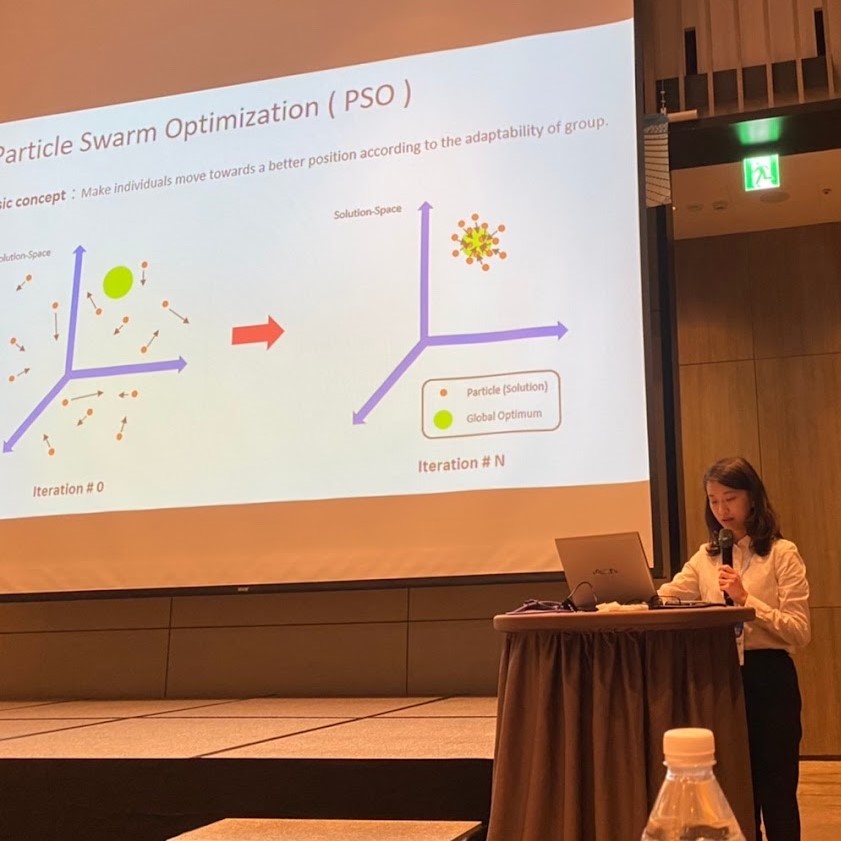 Particle Swarm Optimization ( PSO )
sic concept : Make individuals move towards a better position according to the adaptability of group.
olution-Space
Solution-Space
Particle (Solution)
Global Optimum
Iteration # 0
Iteration # N